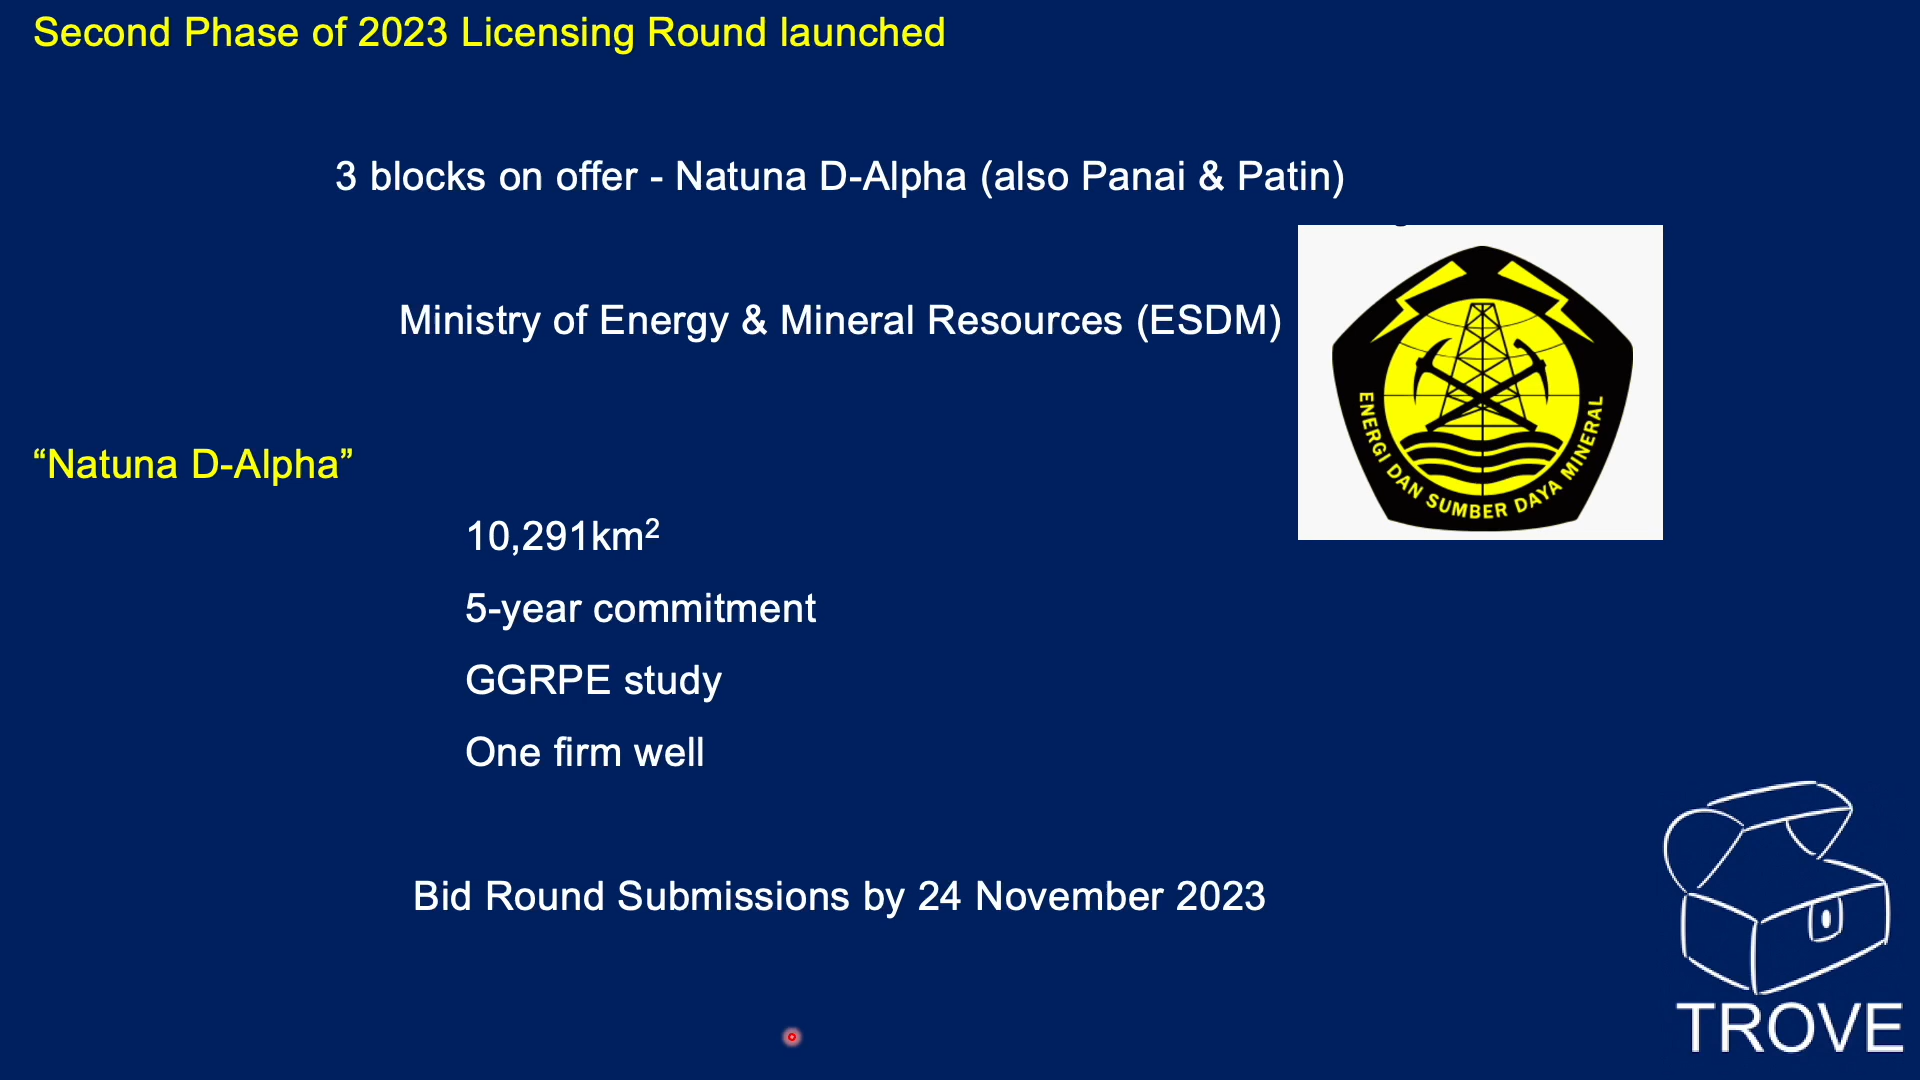 Second Phase of 2023 Licensing Round launched
3 blocks on offer - Natuna D-Alpha (also Panai & Patin)
Ministry of Energy & Mineral Resources (ESDM)
ENERGI DAN SUMBER DAYA MINERAL
“Natuna D-Alpha”
10,291km²
5-year commitment
GGRPE study
One firm well
Bid Round Submissions by 24 November 2023
TROVE